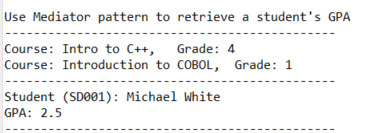 Use Mediator pattern to retrieve a student's GPA
------------------------------------------
Course: Intro to C++,   Grade: 4
Course: Introduction to COBOL,  Grade: 1
------------------------------------------
Student (SD001): Michael White
GPA: 2.5
------------------------------------------